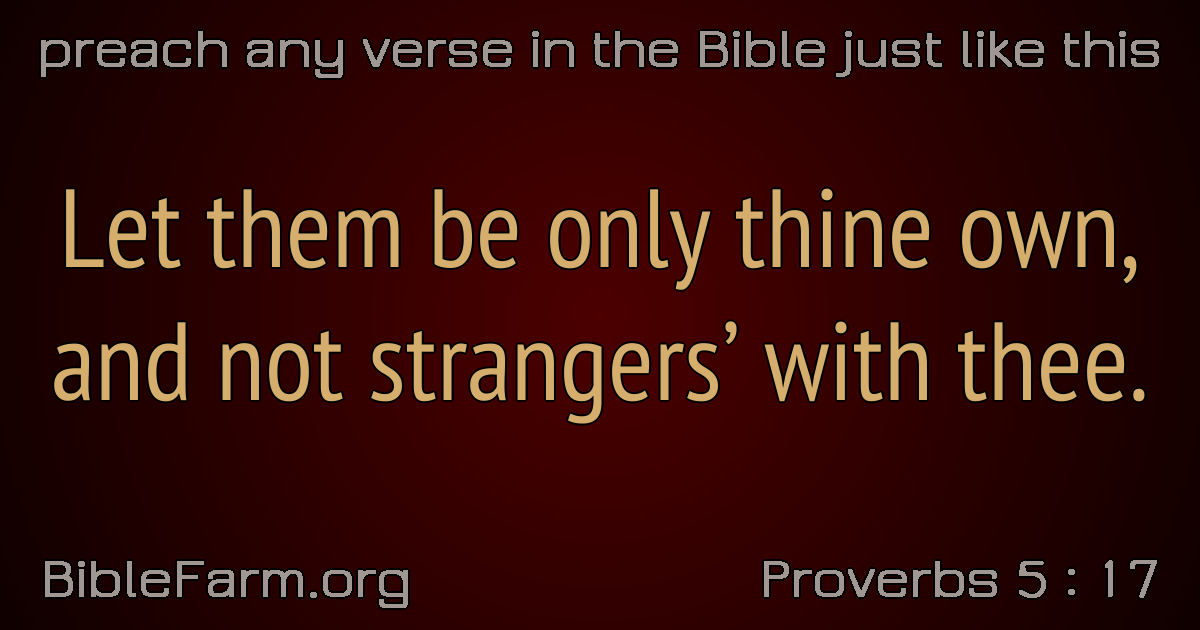 preach any verse in the Bible just like this
Let them be only thine own,
and not strangers’ with thee.
BibleFarm.org
Proverbs 5 : 17